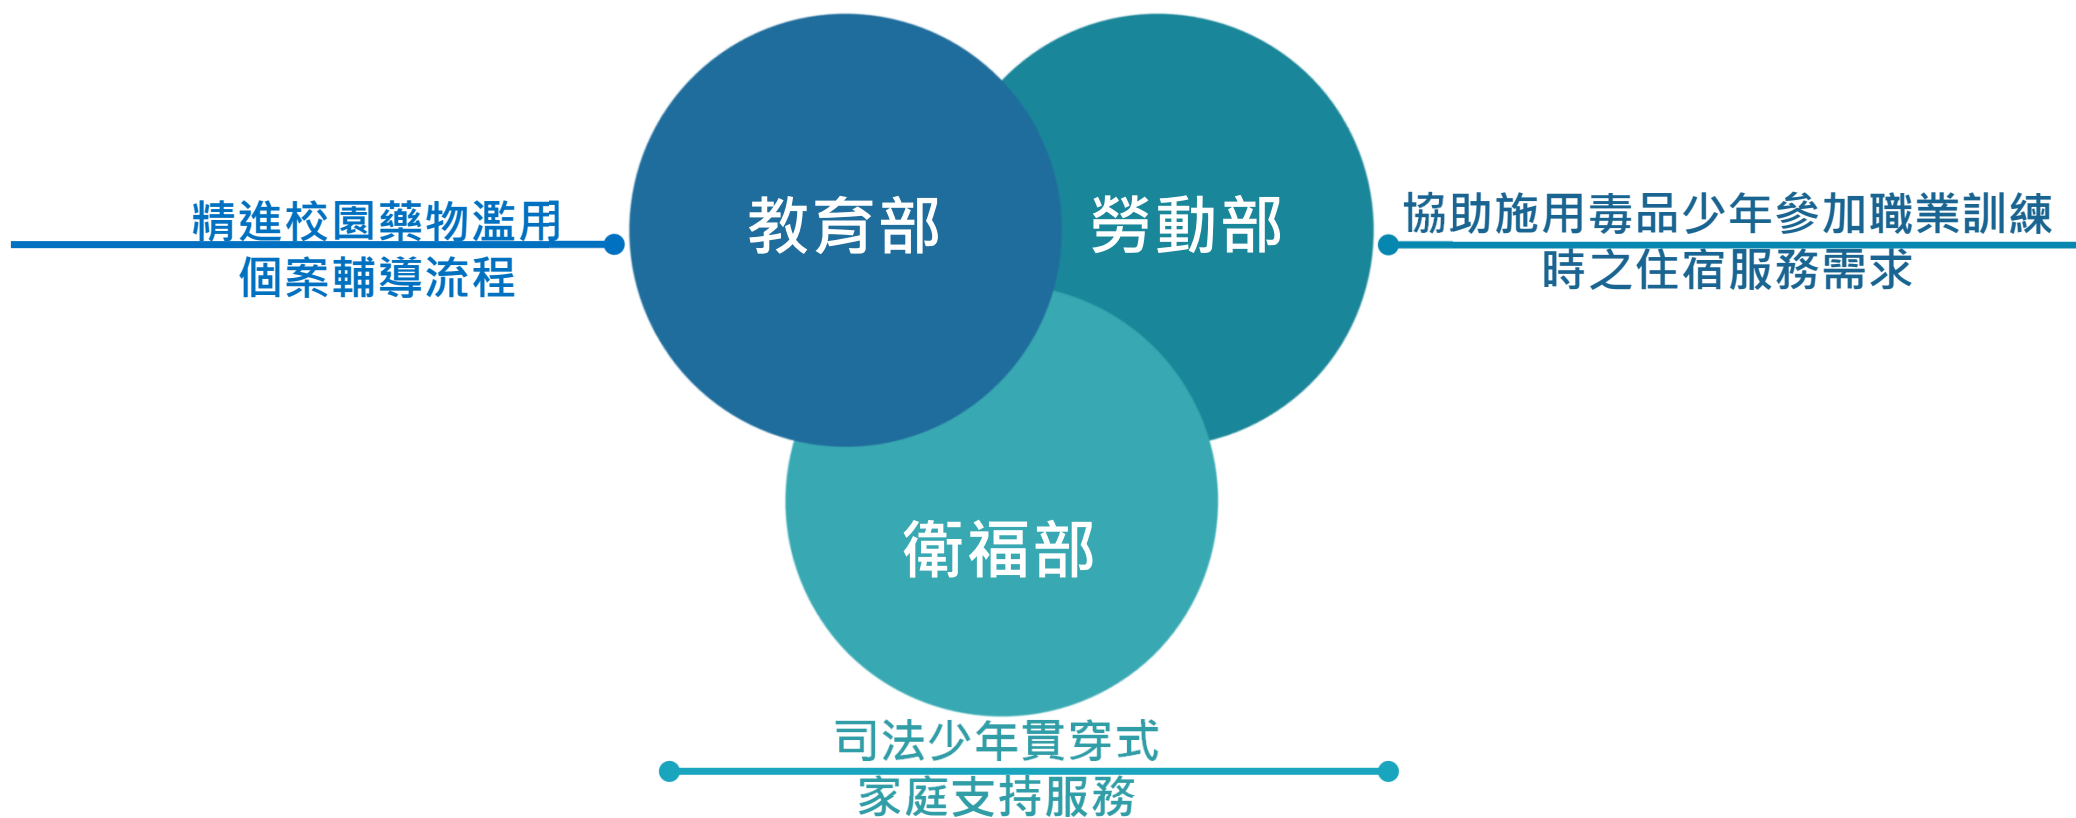 教育部
勞動部
精進校園藥物濫用
個案輔導流程
協助施用毒品少年參加職業訓練
時之住宿服務需求
衛福部
司法少年貫穿式
家庭支持服務